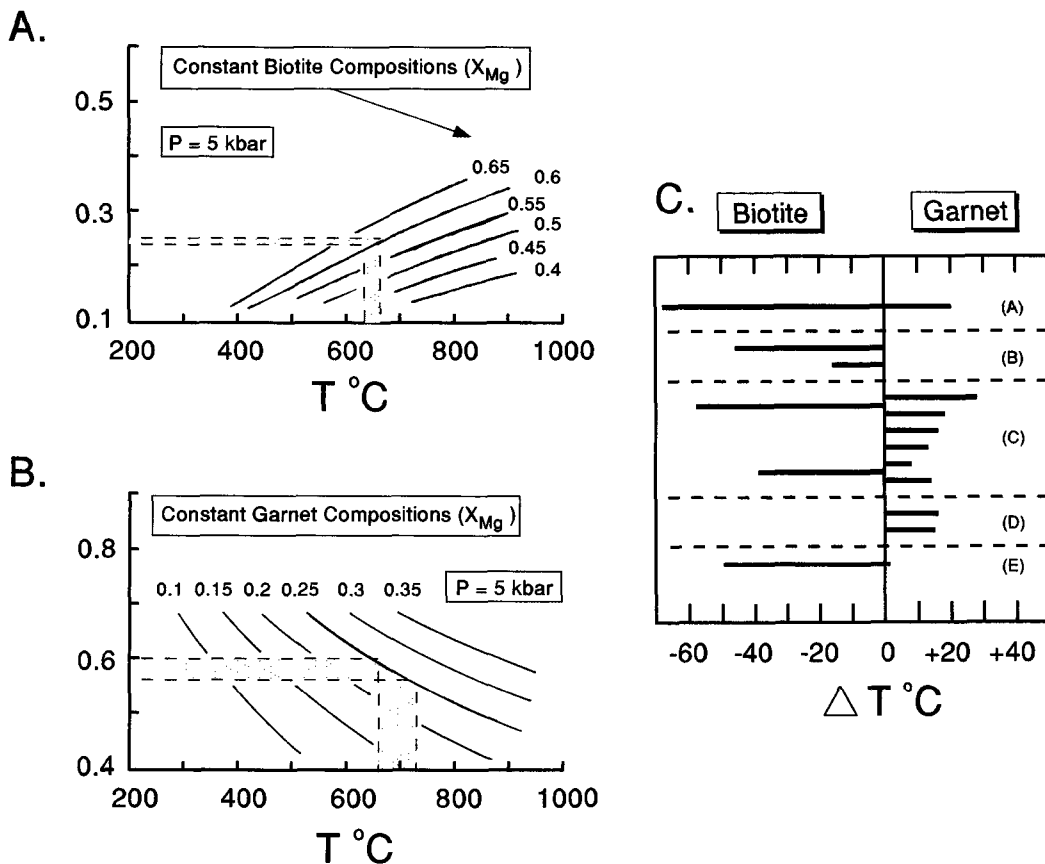 A.
Constant Biotite Compositions (XMg )
P = 5 kbar
0.5
0.3
0.1
0.65
0.6
0.55
0.5
0.45
0.4
200 400 600 800 1000
T °C
B.
Constant Garnet Compositions (XMg )
P = 5 kbar
0.8
0.6
0.4
0.1 0.15 0.2 0.25 0.3 0.35
200 400 600 800 1000
T °C
C.
Biotite Garnet
(A)
(B)
(C)
(D)
(E)
-60 -40 -20 0 +20 +40
△ T °C